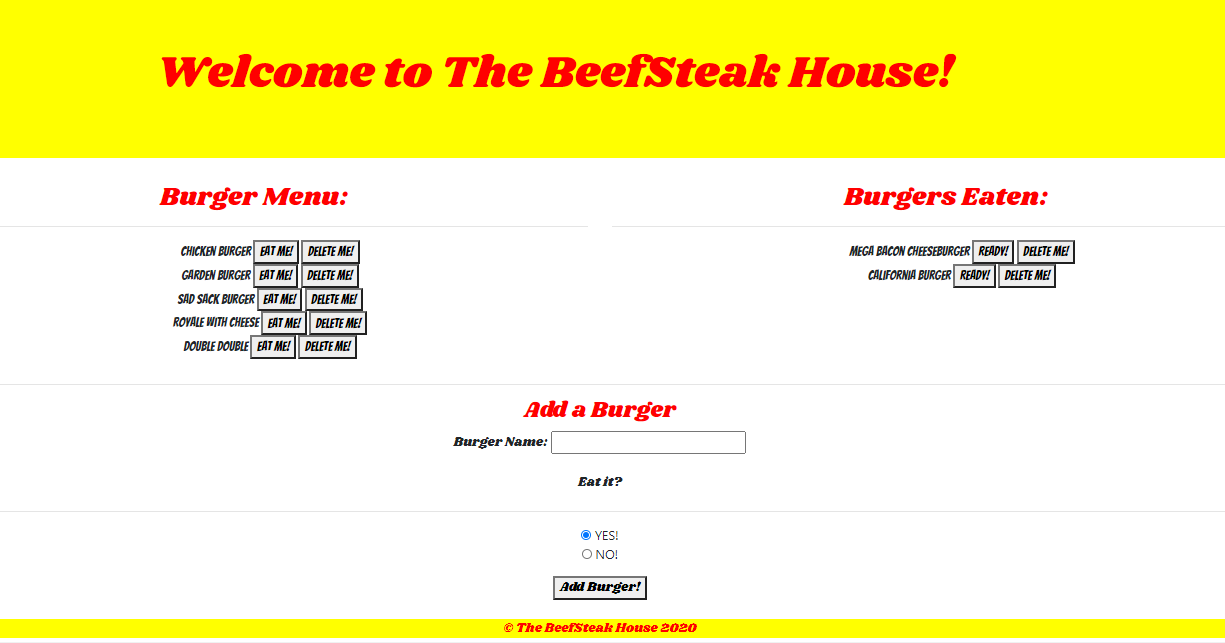 Welcome to The BeefSteak House!
Burger Menu:
CHICKEN BURGER EAT ME! DELETE ME!
GARDEN BURGER EAT ME! DELETE ME!
SAD SACK BURGER EAT ME! DELETE ME!
ROYALE WITH CHEESE EAT ME! DELETE ME!
DOUBLE DOUBLE EAT ME! DELETE ME!
Burgers Eaten:
MEGA BACON CHEESEBURGER READY! DELETE ME!
CALIFORNIA BURGER READY! DELETE ME!
Add a Burger
Burger Name:
Eat it?
YES!
NO!
Add Burger!
© The BeefSteak House 2020